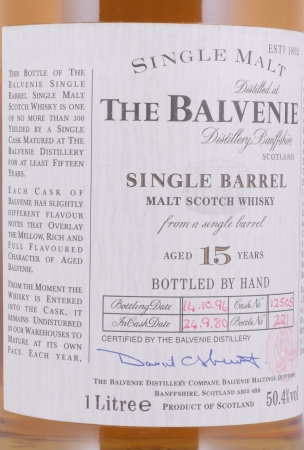 THIS BOTTLE OF THE
BALVENIE SINGLE
BARREL SINGLE MALT
SCOTCH WHISKY IS ONE
OF NO MORE THAN 300
YIELDED BY A SINGLE
CASK MATURED AT THE
BALVENIE DISTILLERY
FOR AT LEAST FIFTEEN
YEARS.
EACH CASK OF
BALVENIE HAS SLIGHTLY
DIFFERENT FLAVOUR
NOTES THAT OVERLAY
THE MELLOW, RICH AND
FULL FLAVOURED
CHARACTER OF AGED
BALVENIE.
FROM THE MOMENT THE
WHISKY IS ENTERED
INTO THE CASK, IT
REMAINS UNDISTURBED
IN OUR WAREHOUSES TO
MATURE AT ITS OWN
PACE. EACH YEAR,
ESTD 1892
SINGLE MALT
Distilled at
THE BALVENIE
Distillery, Banffshire
SCOTLAND
SINGLE BARREL
MALT SCOTCH WHISKY
from a single barrel
AGED 15 YEARS
BOTTLED BY HAND
Bottling Date 14.10.96 Cask No 12505
In Cask Date 24.9.80 Bottle No 221
CERTIFIED BY THE BALVENIE DISTILLERY
THE BALVENIE DISTILLERY COMPANY, BALVENIE MALTINGS, DUFFTOWN,
BANFFSHIRE, SCOTLAND AB55 4BB
1 Litre e PRODUCT OF SCOTLAND 50.4%vol